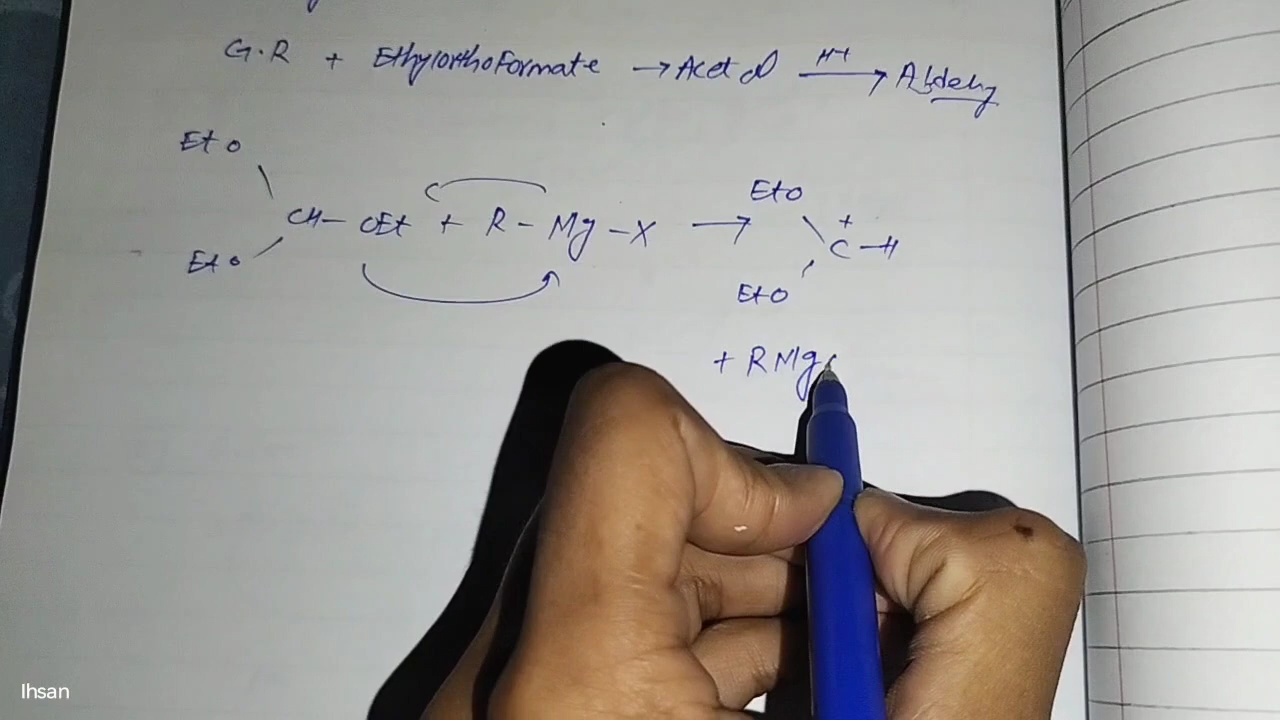 G.R + Ethylorthoformate → Acetal H+ → Aldehy
EtO
EtO
CH – OEt + R – Mg – X →
EtO
EtO
+
C – H
+ RMg
Ihsan